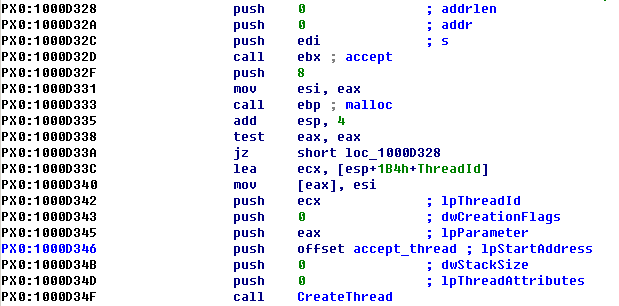 PX0:1000D328 push 0 ; addrlen
PX0:1000D32A push 0 ; addr
PX0:1000D32C push edi ; s
PX0:1000D32D call ebx ; accept
PX0:1000D32F push 8
PX0:1000D331 mov esi, eax
PX0:1000D333 call ebp ; malloc
PX0:1000D335 add esp, 4
PX0:1000D338 test eax, eax
PX0:1000D33A jz short loc_1000D328
PX0:1000D33C lea ecx, [esp+1B4h+ThreadId]
PX0:1000D340 mov [eax], esi
PX0:1000D342 push ecx ; lpThreadId
PX0:1000D343 push 0 ; dwCreationFlags
PX0:1000D345 push eax ; lpParameter
PX0:1000D346 push offset accept_thread ; lpStartAddress
PX0:1000D34B push 0 ; dwStackSize
PX0:1000D34D push 0 ; lpThreadAttributes
PX0:1000D34F call CreateThread